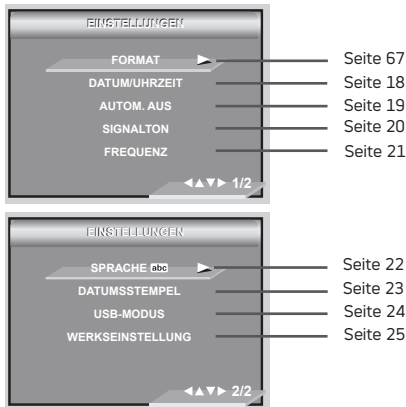 EINSTELLUNGEN
FORMAT ▶ Seite 67
DATUM/UHRZEIT Seite 18
AUTOM. AUS Seite 19
SIGNALTON Seite 20
FREQUENZ Seite 21
◀▲▼▶ 1/2
EINSTELLUNGEN
SPRACHE abc ▶ Seite 22
DATUMSSTEMPEL Seite 23
USB-MODUS Seite 24
WERKSEINSTELLUNG Seite 25
◀▲▼▶ 2/2